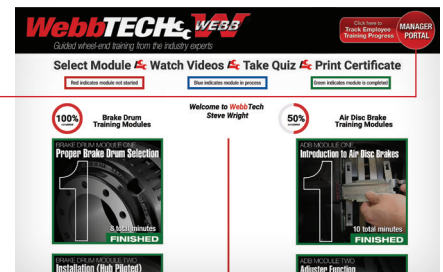 WebbTECH WEBB
Guided wheel-end training from the industry experts
Click here to
Track Employee
Training Progress
MANAGER
PORTAL
Select Module Watch Videos Take Quiz Print Certificate
Red indicates module not started
Blue indicates module in process
Green indicates module is completed
100%
Brake Drum
Training Modules
Welcome to WebbTech
Steve Wright
50%
Air Disc Brake
Training Modules
BRAKE DRUM MODULE ONE
Proper Brake Drum Selection
1
8 total minutes
FINISHED
ADB MODULE ONE
Introduction to Air Disc Brakes
1
10 total minutes
FINISHED
BRAKE DRUM MODULE TWO
Installation (Hub Piloted)
ADB MODULE TWO
Adjuster Function